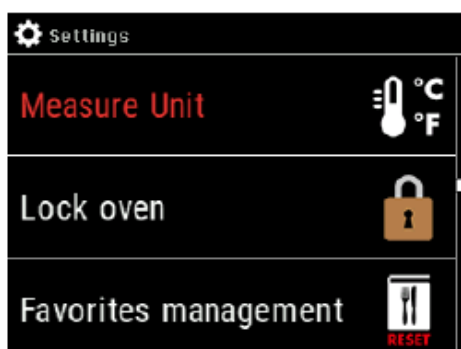 Settings
Measure Unit
°C
°F
Lock oven
Favorites management
RESET